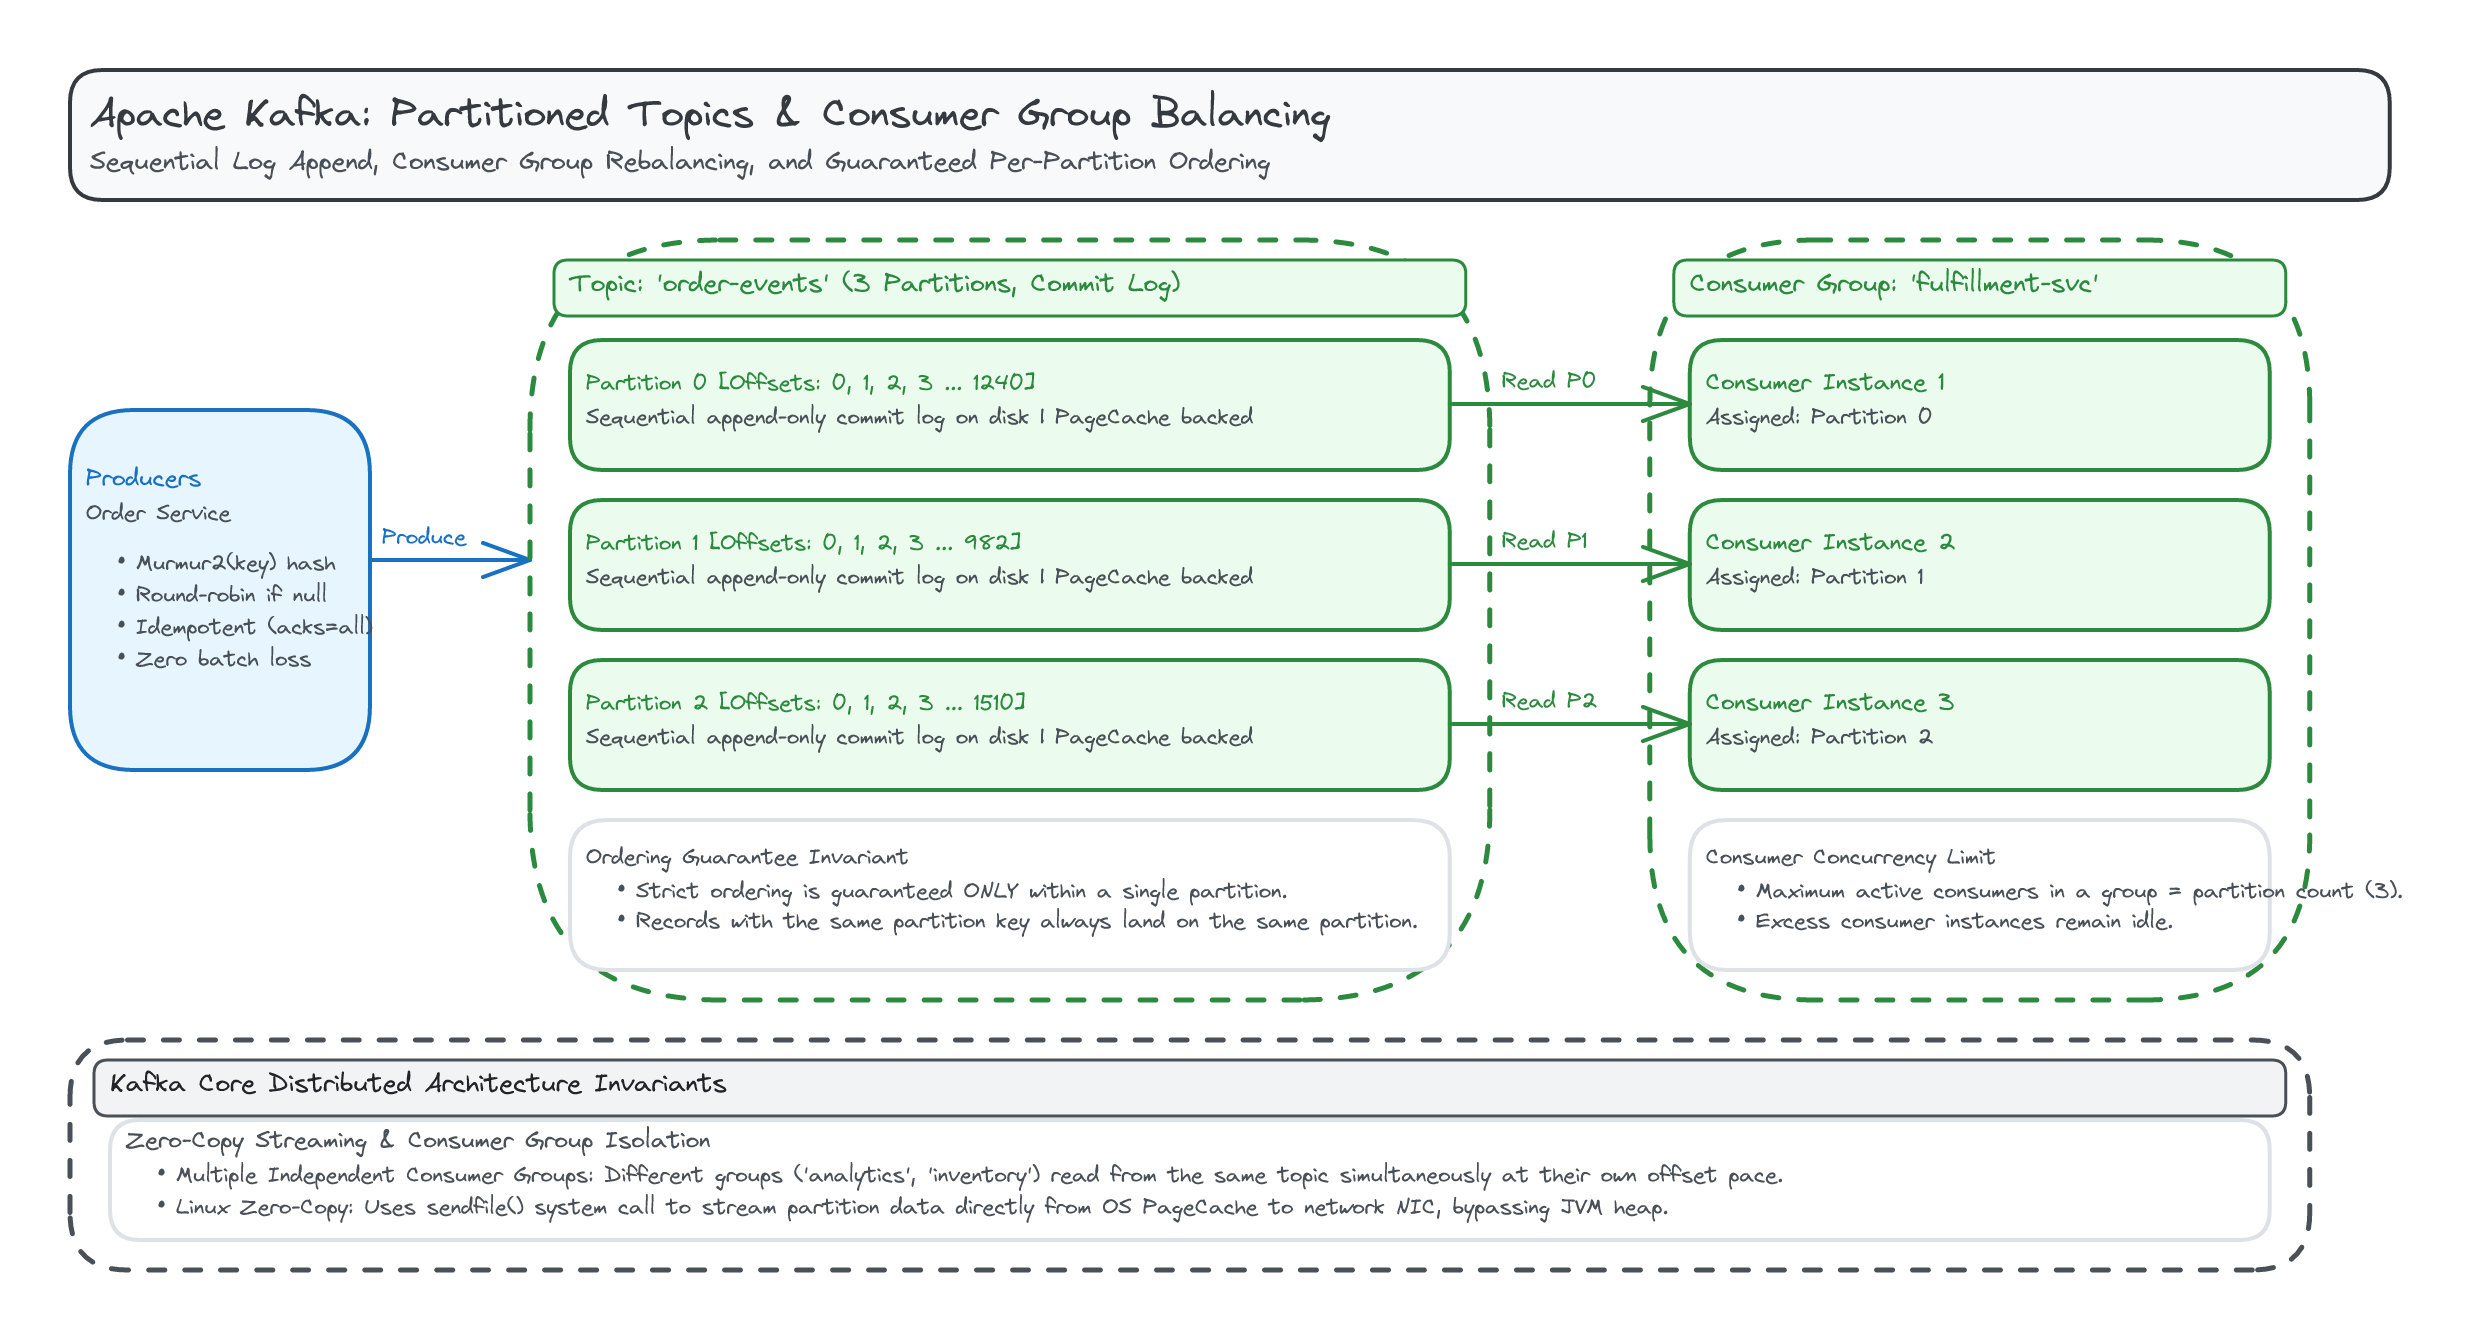 Apache Kafka: Partitioned Topics & Consumer Group Balancing
Sequential Log Append, Consumer Group Rebalancing, and Guaranteed Per-Partition Ordering
Producers
Order Service
• Murmur2(key) hash
• Round-robin if null
• Idempotent (acks=all)
• Zero batch loss
Produce
Topic: 'order-events' (3 Partitions, Commit Log)
Partition 0 [Offsets: 0, 1, 2, 3 ... 1240]
Sequential append-only commit log on disk | PageCache backed
Partition 1 [Offsets: 0, 1, 2, 3 ... 982]
Sequential append-only commit log on disk | PageCache backed
Partition 2 [Offsets: 0, 1, 2, 3 ... 1510]
Sequential append-only commit log on disk | PageCache backed
Ordering Guarantee Invariant
• Strict ordering is guaranteed ONLY within a single partition.
• Records with the same partition key always land on the same partition.
Read P0
Read P1
Read P2
Consumer Group: 'fulfillment-svc'
Consumer Instance 1
Assigned: Partition 0
Consumer Instance 2
Assigned: Partition 1
Consumer Instance 3
Assigned: Partition 2
Consumer Concurrency Limit
• Maximum active consumers in a group = partition count (3).
• Excess consumer instances remain idle.
Kafka Core Distributed Architecture Invariants
Zero-Copy Streaming & Consumer Group Isolation
• Multiple Independent Consumer Groups: Different groups ('analytics', 'inventory') read from the same topic simultaneously at their own offset pace.
• Linux Zero-Copy: Uses sendfile() system call to stream partition data directly from OS PageCache to network NIC, bypassing JVM heap.